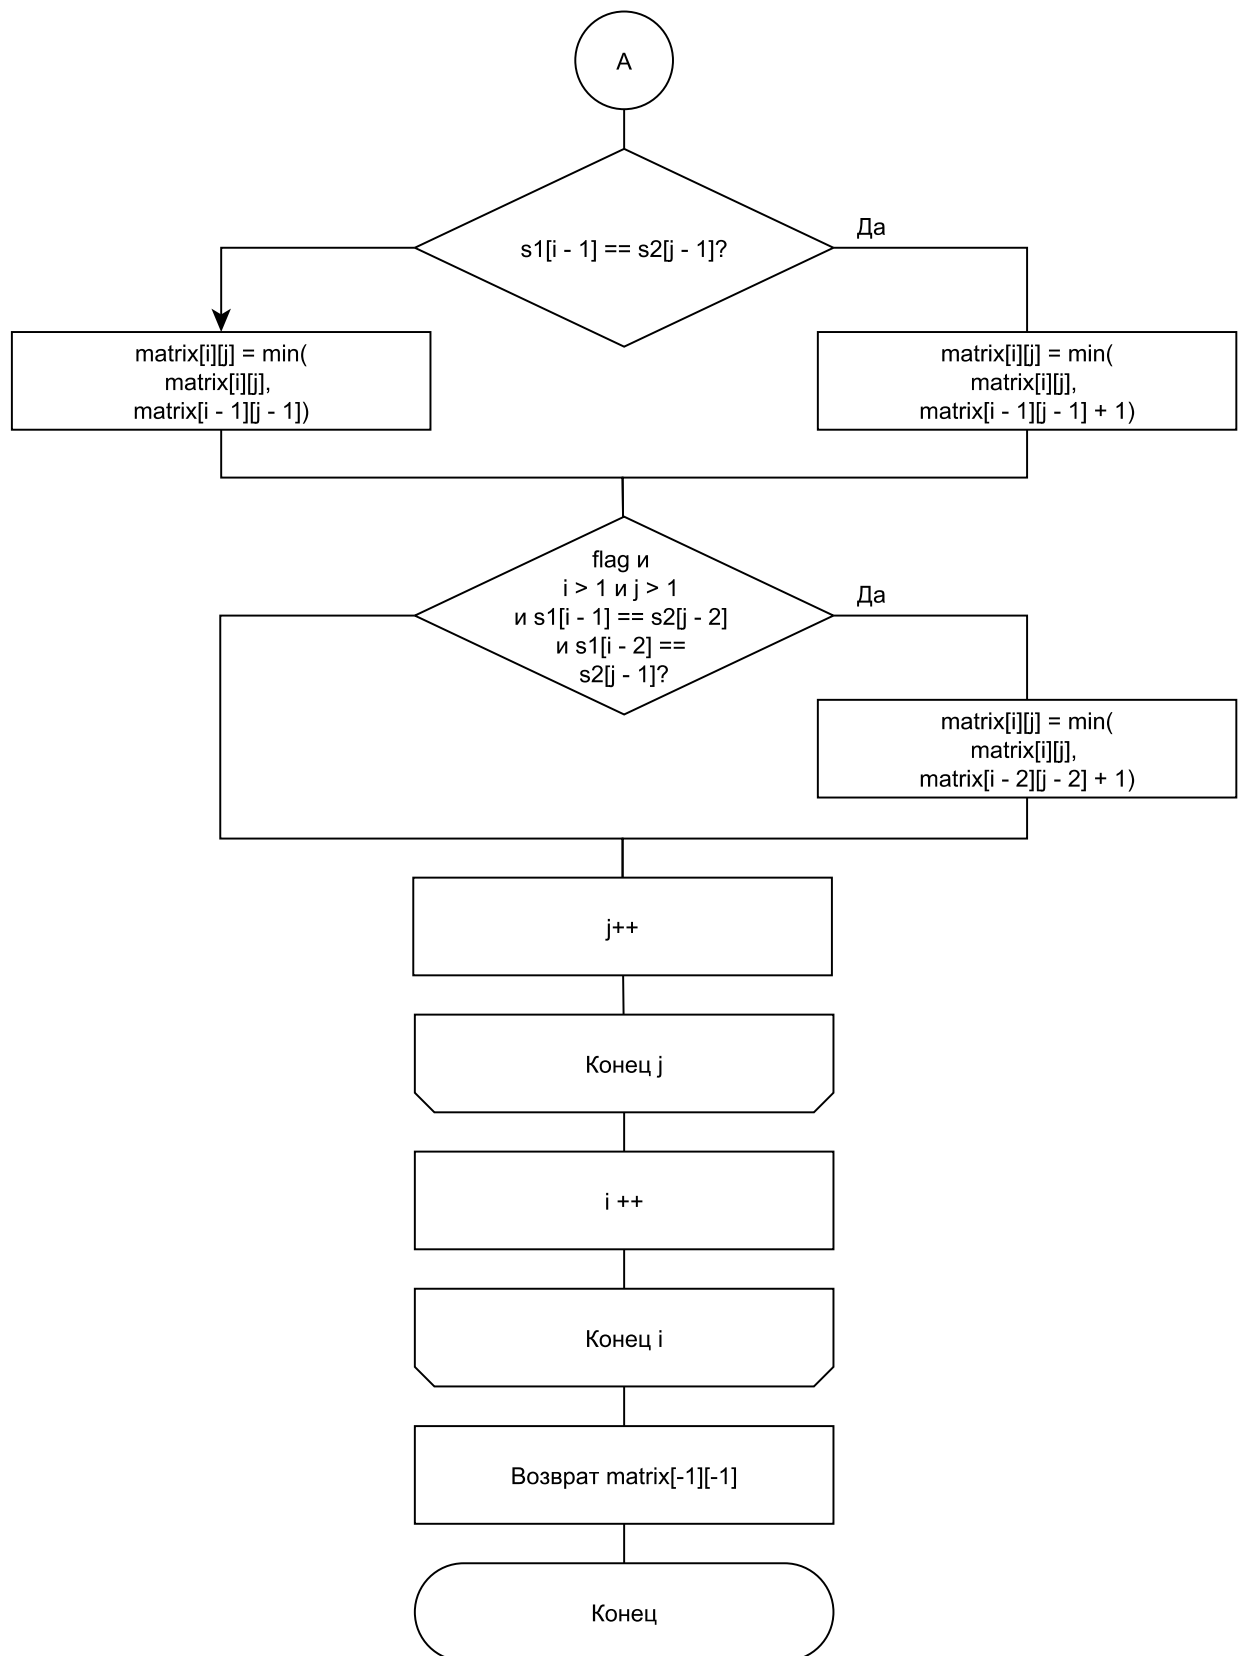 A
s1[i - 1] == s2[j - 1]?
Да
matrix[i][j] = min(
matrix[i][j],
matrix[i - 1][j - 1])
matrix[i][j] = min(
matrix[i][j],
matrix[i - 1][j - 1] + 1)
flag и
i > 1 и j > 1
и s1[i - 1] == s2[j - 2]
и s1[i - 2] ==
s2[j - 1]?
Да
matrix[i][j] = min(
matrix[i][j],
matrix[i - 2][j - 2] + 1)
j++
Конец j
i ++
Конец i
Возврат matrix[-1][-1]
Конец